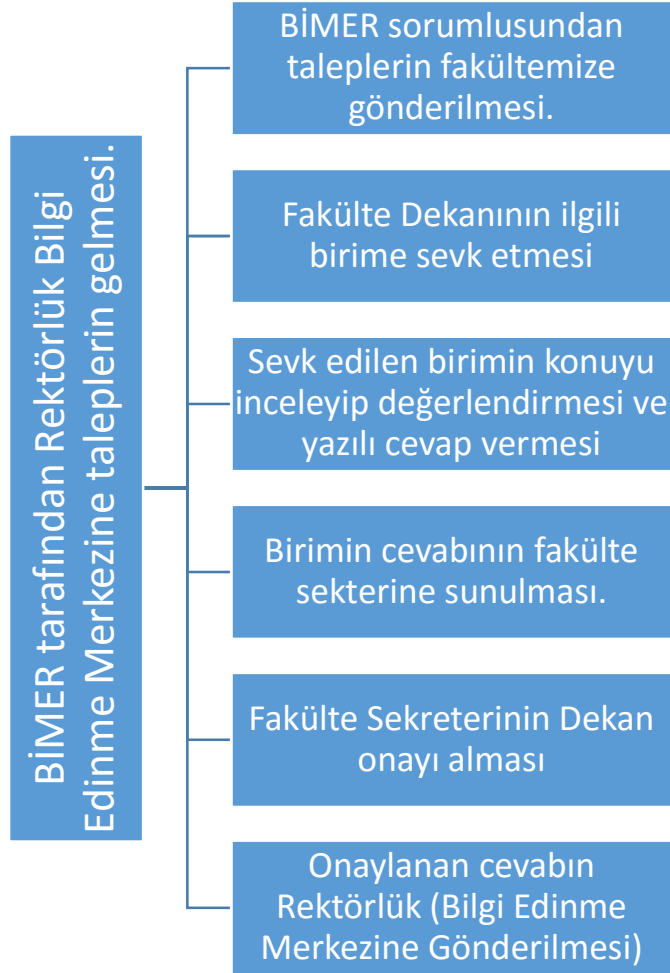 BİMER tarafından Rektörlük Bilgi
Edinme Merkezine taleplerin gelmesi.
BİMER sorumlusundan
taleplerin fakültemize
gönderilmesi.
Fakülte Dekanının ilgili
birime sevk etmesi
Sevk edilen birimin konuyu
inceleyip değerlendirmesi ve
yazılı cevap vermesi
Birimin cevabının fakülte
sekterine sunulması.
Fakülte Sekreterinin Dekan
onayı alması
Onaylanan cevabın
Rektörlük (Bilgi Edinme
Merkezine Gönderilmesi)